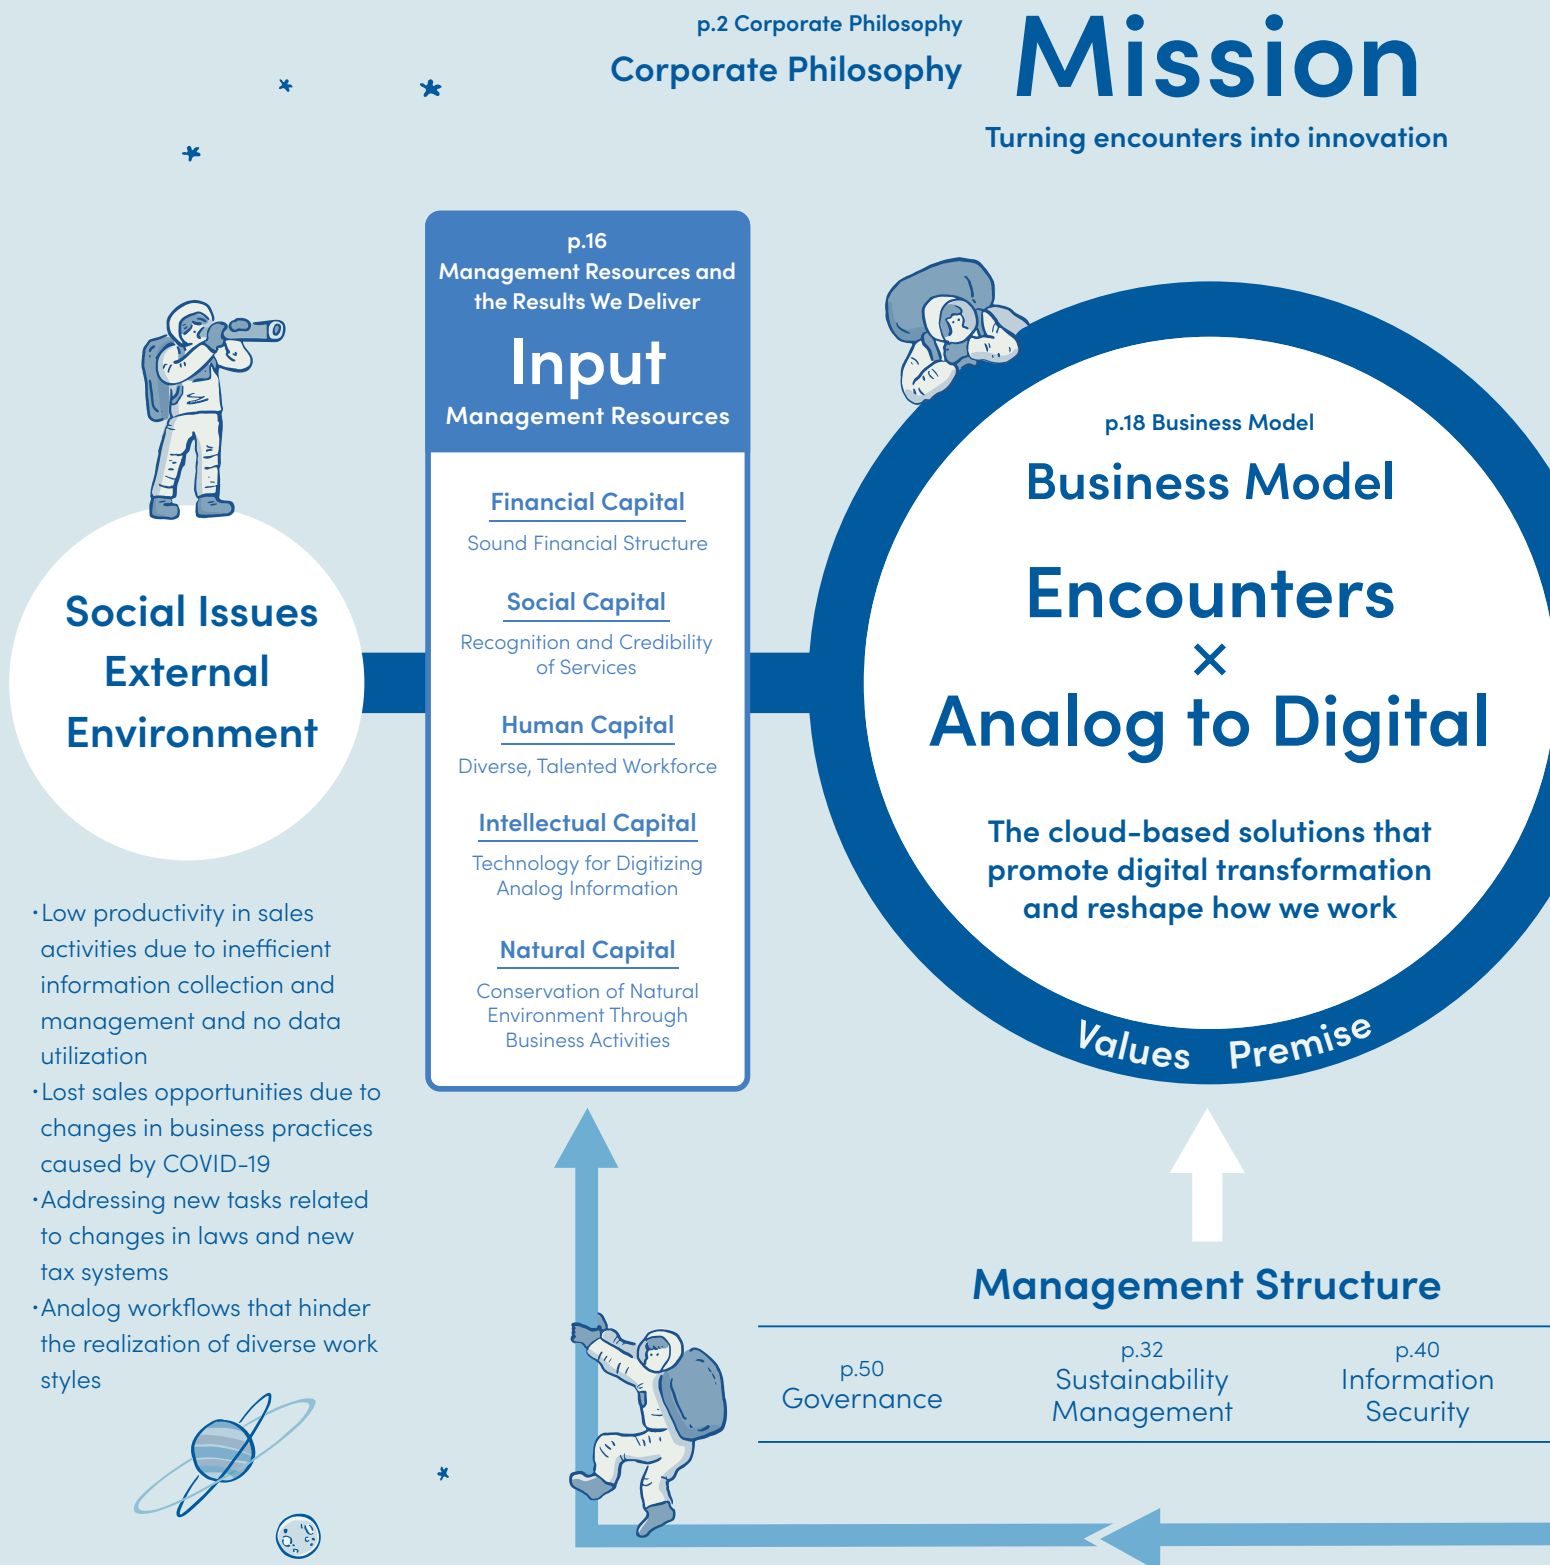 p.2 Corporate Philosophy
Corporate Philosophy
Mission
Turning encounters into innovation
Social Issues
External
Environment
・Low productivity in sales
activities due to inefficient
information collection and
management and no data
utilization
・Lost sales opportunities due to
changes in business practices
caused by COVID-19
・Addressing new tasks related
to changes in laws and new
tax systems
・Analog workflows that hinder
the realization of diverse work
styles
p.16
Management Resources and
the Results We Deliver
Input
Management Resources
Financial Capital
Sound Financial Structure
Social Capital
Recognition and Credibility
of Services
Human Capital
Diverse, Talented Workforce
Intellectual Capital
Technology for Digitizing
Analog Information
Natural Capital
Conservation of Natural
Environment Through
Business Activities
p.18 Business Model
Business Model
Encounters
×
Analog to Digital
The cloud-based solutions that
promote digital transformation
and reshape how we work
Values Premise
Management Structure
p.50
Governance
p.32
Sustainability
Management
p.40
Information
Security